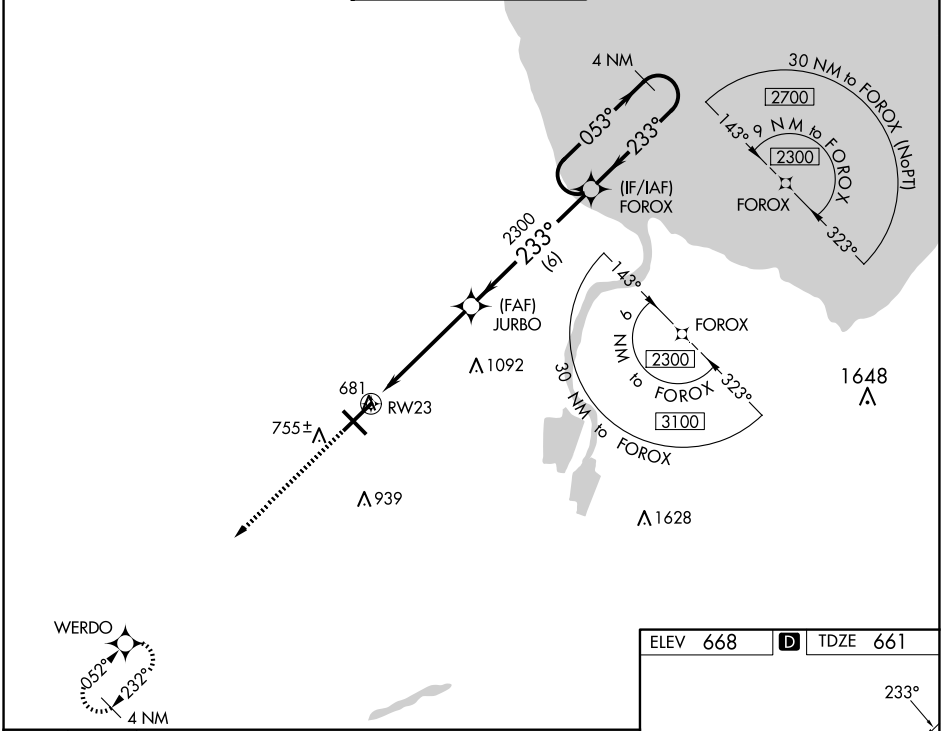 4 NM
053°
233°
(IF/IAF)
FOROX
30 NM to FOROX (NoPT)
2700
143°
9 NM to FOROX
2300
FOROX
323°
2300
233°
(6)
(FAF)
JURBO
143°
9 NM to FOROX
FOROX
2300
323°
30 NM to FOROX
3100
1092
1648
681
RW23
755±
939
1628
WERDO
052°
232°
4 NM
ELEV 668
D
TDZE 661
233°